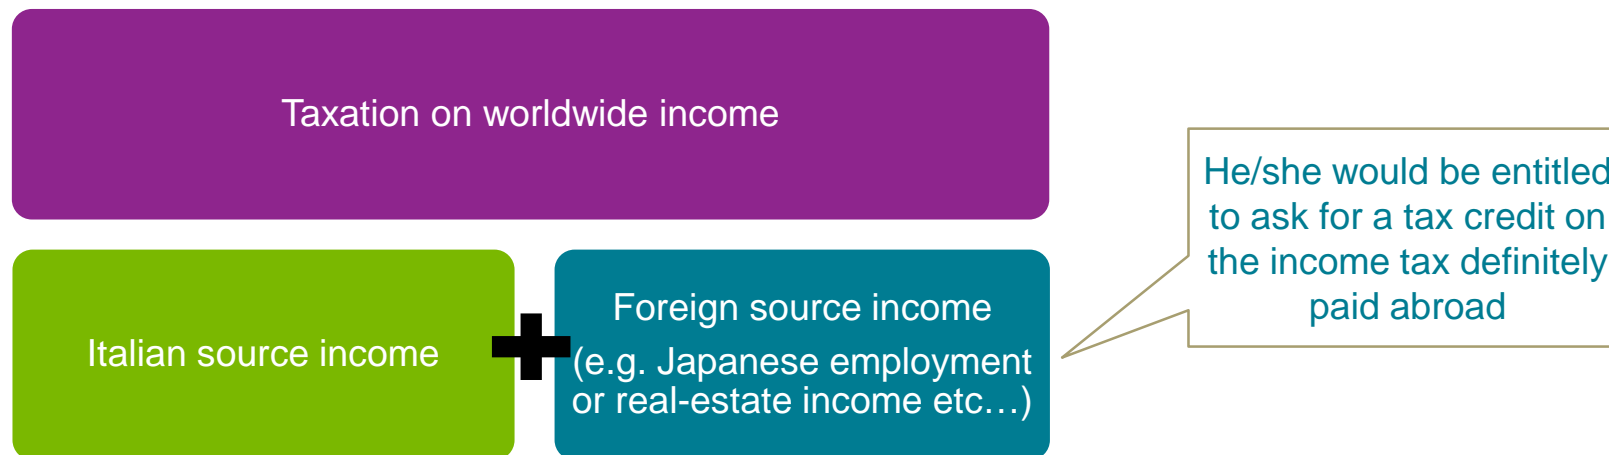 Taxation on worldwide income
He/she would be entitled
to ask for a tax credit on
the income tax definitely
paid abroad
Italian source income
Foreign source income
(e.g. Japanese employment
or real-estate income etc…)